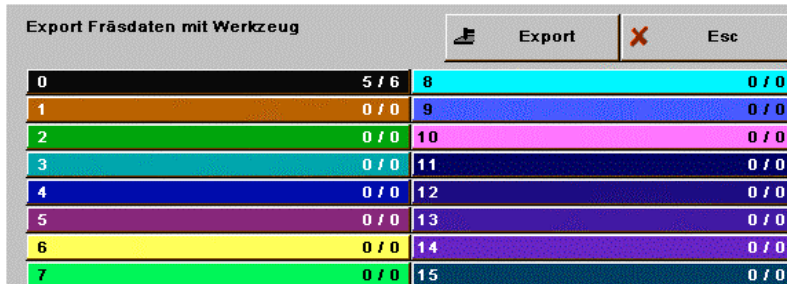 Export Fräsdaten mit Werkzeug
Export
Esc
0 5 / 6 8 0 / 0
1 0 / 0 9 0 / 0
2 0 / 0 10 0 / 0
3 0 / 0 11 0 / 0
4 0 / 0 12 0 / 0
5 0 / 0 13 0 / 0
6 0 / 0 14 0 / 0
7 0 / 0 15 0 / 0